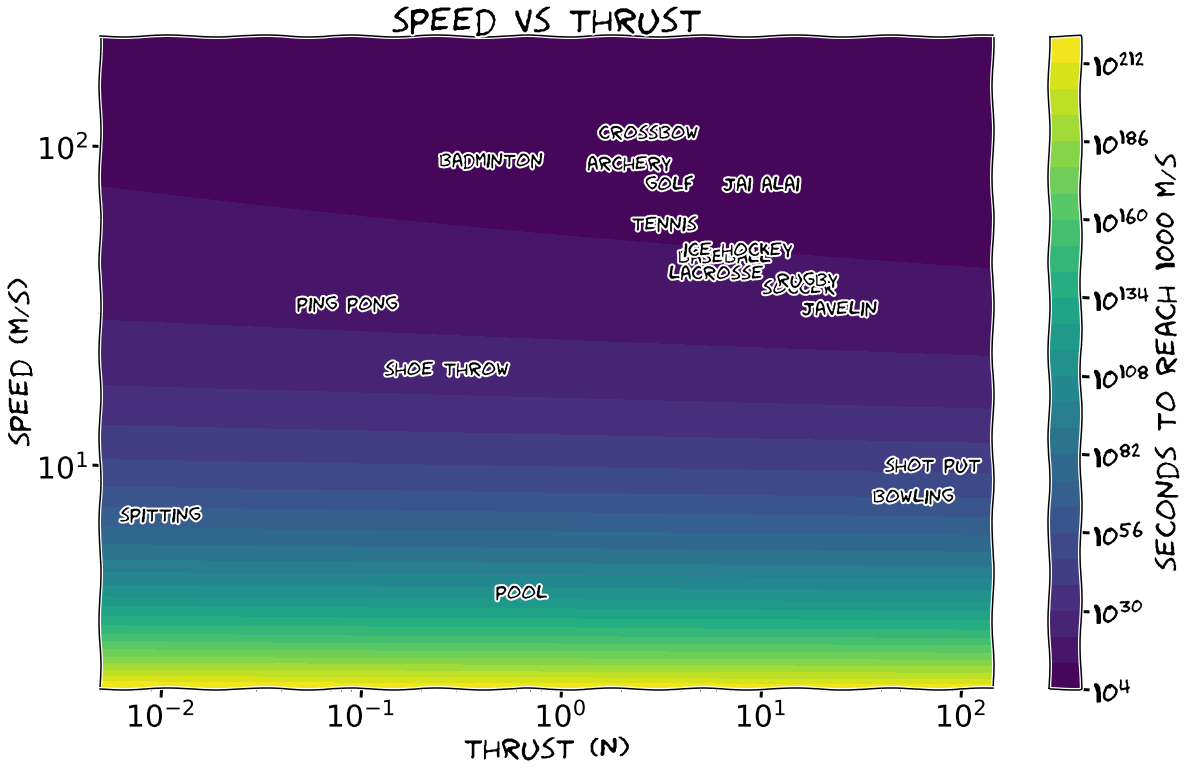 SPEED VS THRUST
CROSSBOW
BADMINTON
ARCHERY
GOLF
JAI ALAI
TENNIS
ICE HOCKEY
BASEBALL
LACROSSE
RUGBY
SOCCER
JAVELIN
PING PONG
SHOE THROW
SHOT PUT
BOWLING
SPITTING
POOL
10²
10¹
SPEED (M/S)
10⁻²
10⁻¹
10⁰
10¹
10²
THRUST (N)
10²¹²
10¹⁸⁶
10¹⁶⁰
10¹³⁴
10¹⁰⁸
10⁸²
10⁵⁶
10³⁰
10⁴
SECONDS TO REACH 1000 M/S